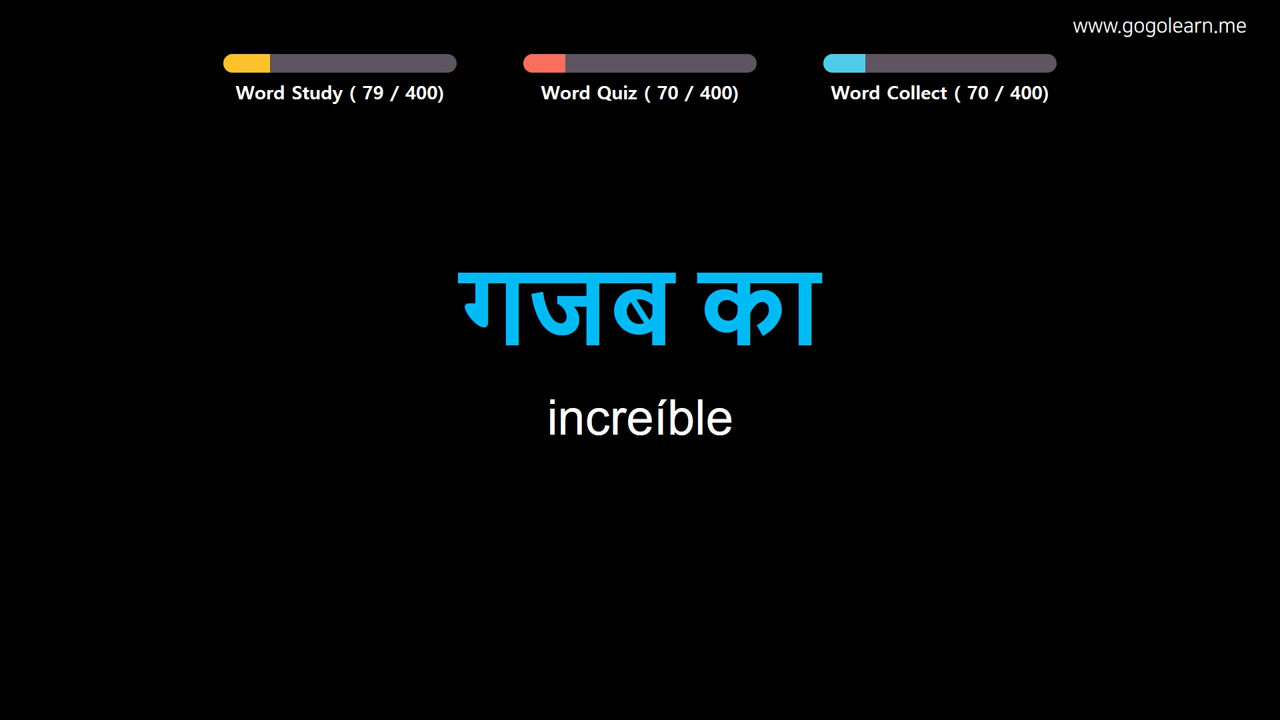 www.gogolearn.me
Word Study ( 79 / 400)
Word Quiz ( 70 / 400)
Word Collect ( 70 / 400)
गजब का
increíble